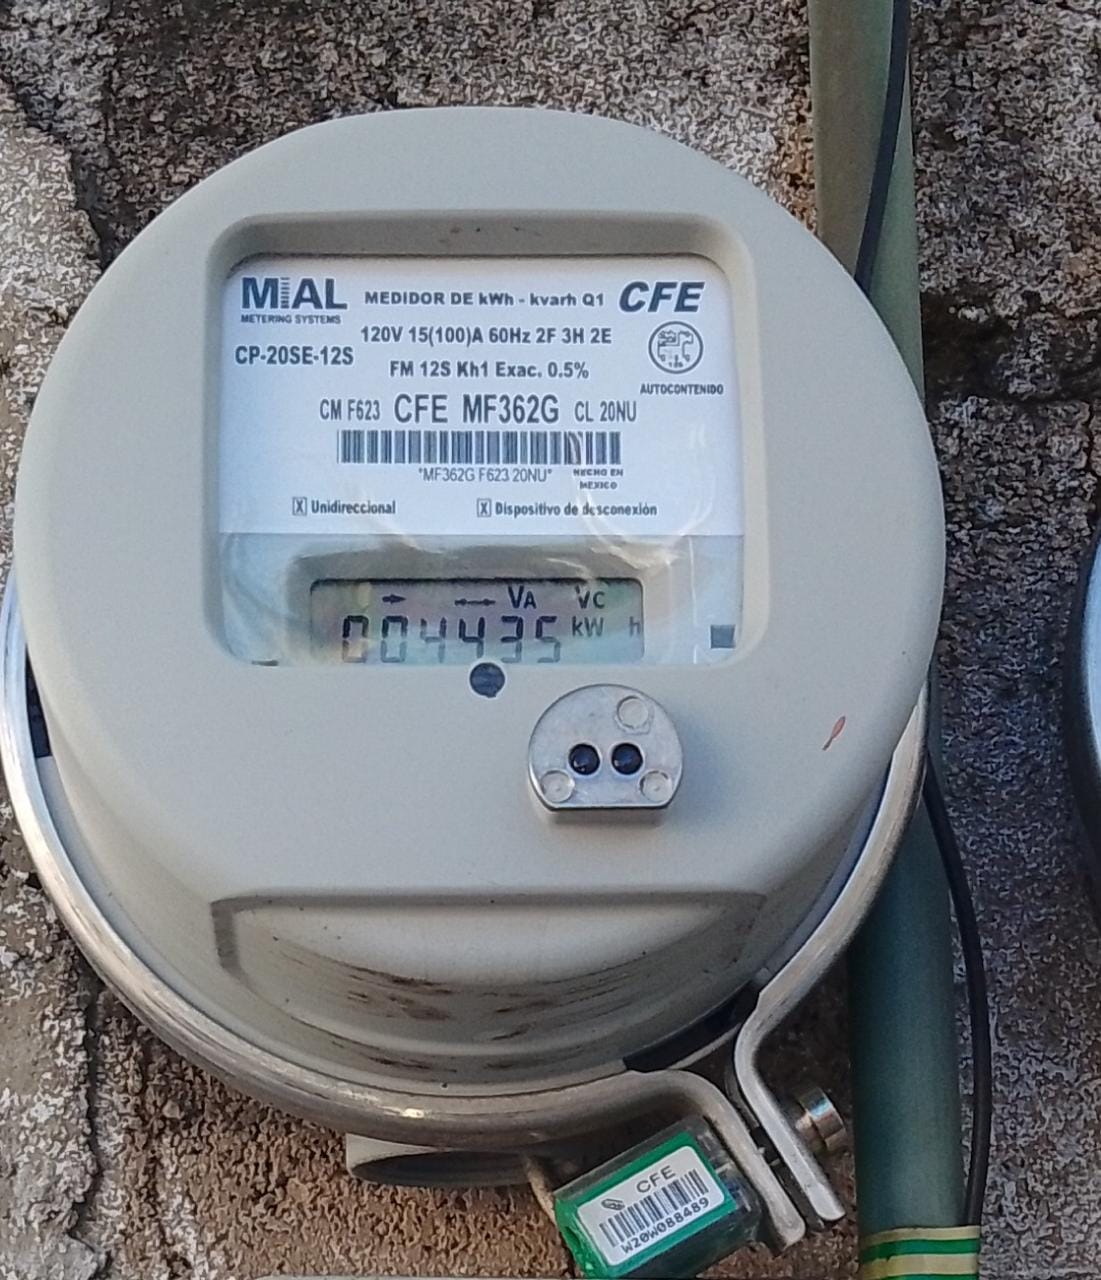 MIAL
METERING SYSTEMS
MEDIDOR DE kWh - kvarh Q1
CFE
120V 15(100)A 60Hz 2F 3H 2E
CP-20SE-12S
FM 12S Kh1 Exac. 0.5%
AUTOCONTENIDO
CM F623 CFE MF362G CL 20NU
*MF362G F623 20NU*
HECHO EN
MEXICO
X Unidireccional
X Dispositivo de desconexión
VA VC
004435 kW h
CFE
W20W088489